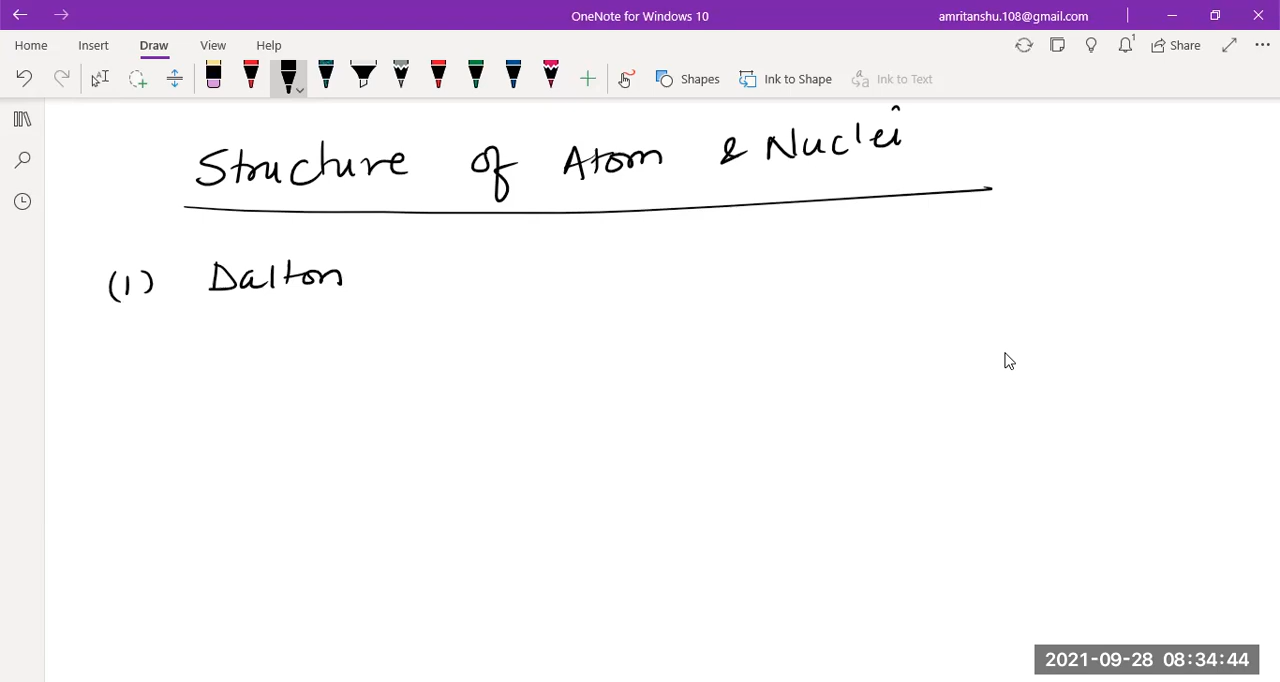 OneNote for Windows 10
amritanshu.108@gmail.com
Home Insert Draw View Help
1 Share
Shapes Ink to Shape Ink to Text
Structure of Atom & Nuclei
(1) Dalton
2021-09-28 08:34:44